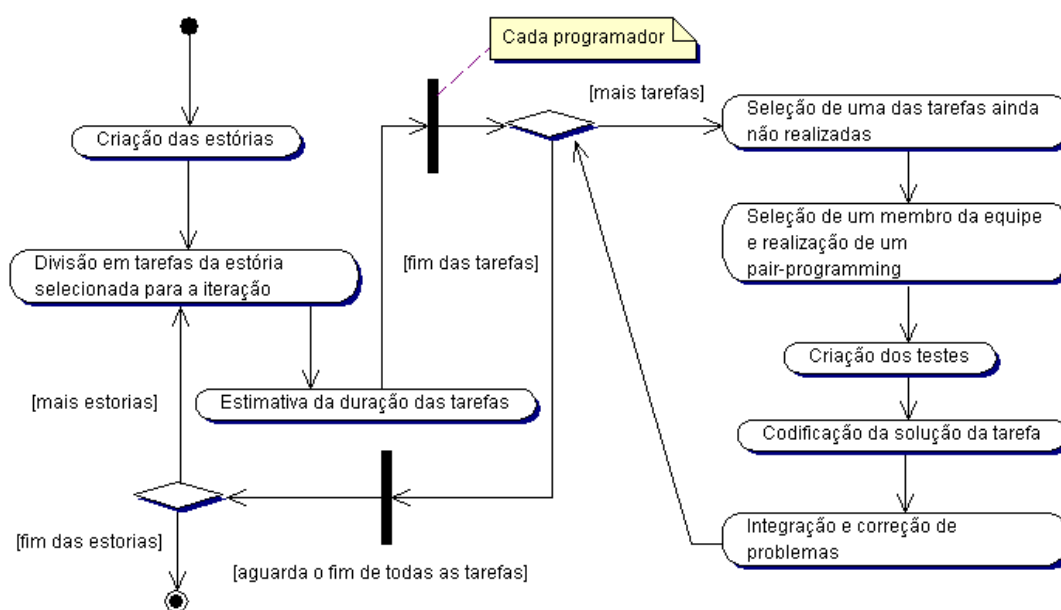 Cada programador
[mais tarefas]
Criação das estórias
Seleção de uma das tarefas ainda
não realizadas
Divisão em tarefas da estória
selecionada para a iteração
[fim das tarefas]
Seleção de um membro da equipe
e realização de um
pair-programming
Criação dos testes
[mais estorias]
Estimativa da duração das tarefas
Codificação da solução da tarefa
Integração e correção de
problemas
[fim das estorias]
[aguarda o fim de todas as tarefas]